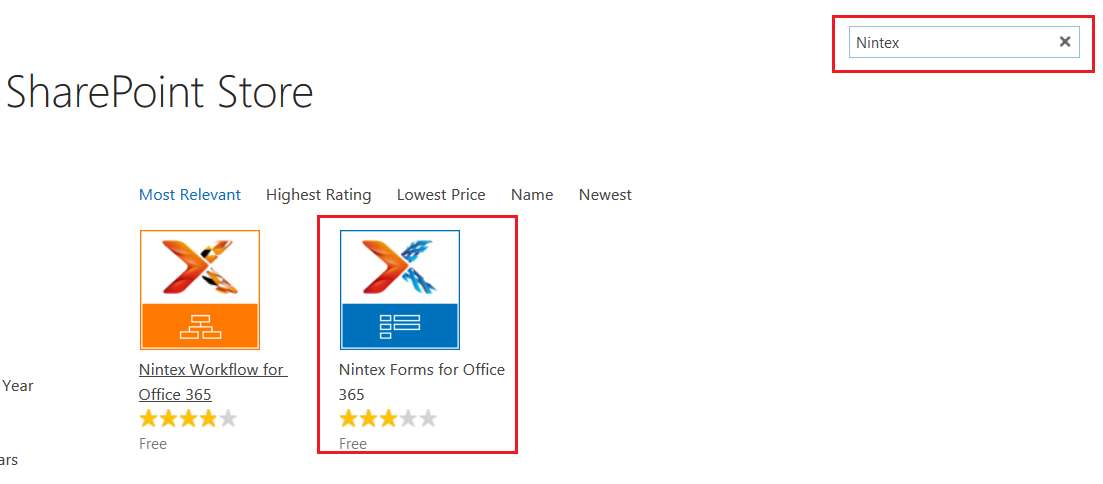 Nintex
SharePoint Store
Most Relevant Highest Rating Lowest Price Name Newest
Nintex Workflow for
Office 365
Free
Nintex Forms for Office
365
Free
Year
ars